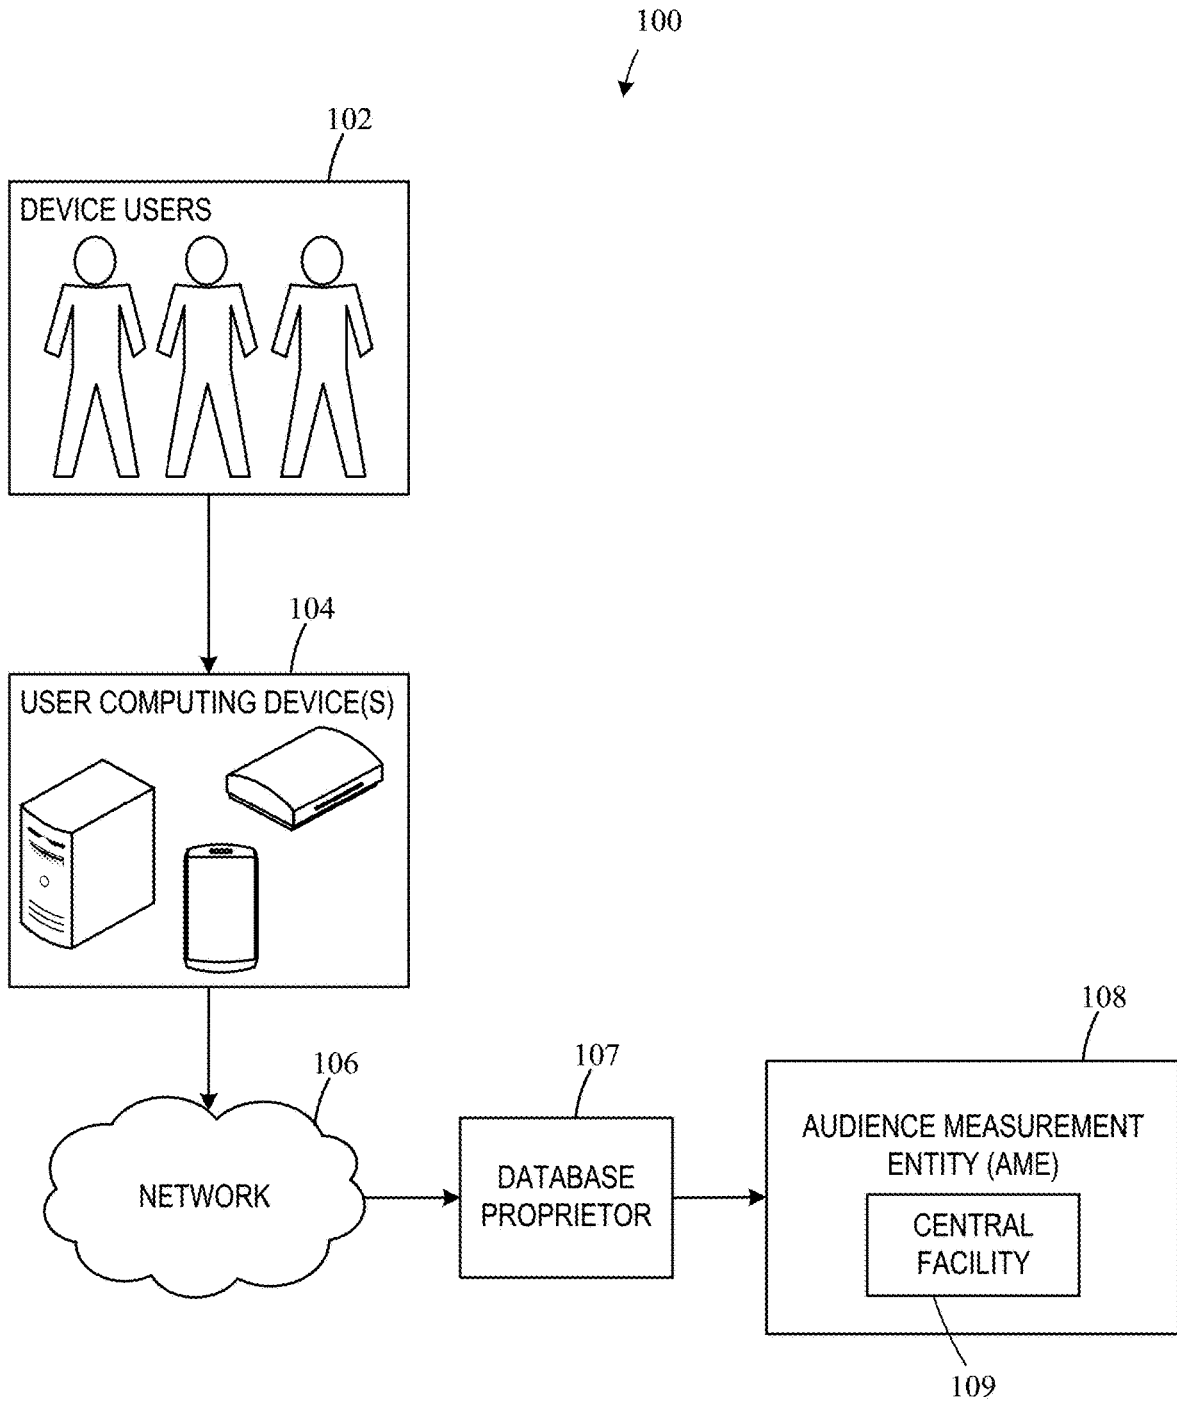 100
102
DEVICE USERS
104
USER COMPUTING DEVICE(S)
106
NETWORK
107
DATABASE
PROPRIETOR
108
AUDIENCE MEASUREMENT
ENTITY (AME)
CENTRAL
FACILITY
109